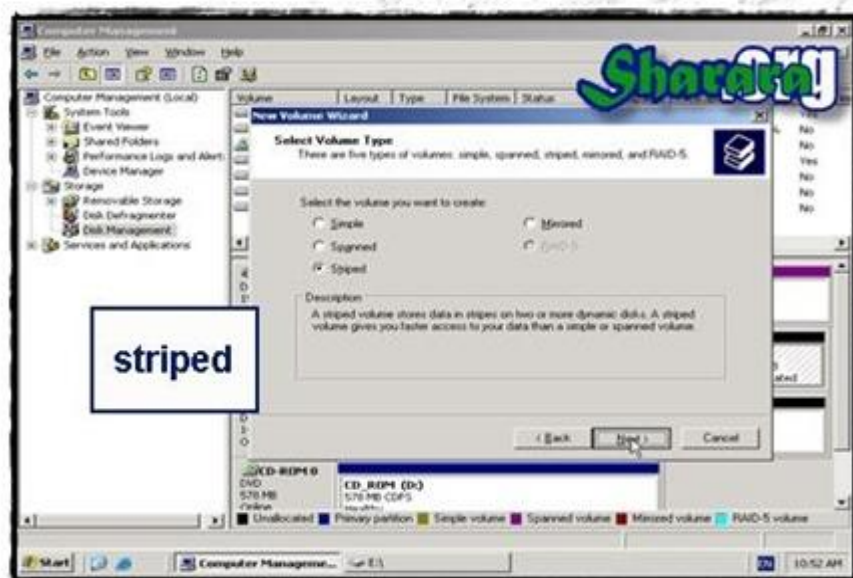 Computer Management
File Action View Window Help
Sharara.org
Computer Management (Local)
System Tools
Event Viewer
Shared Folders
Performance Logs and Alert
Device Manager
Storage
Removable Storage
Disk Defragmenter
Disk Management
Services and Applications
Volume Layout Type File System Status
New Volume Wizard
Select Volume Type
There are five types of volumes: simple, spanned, striped, mirrored, and RAID-5.
Select the volume you want to create:
Simple
Mirrored
Spanned
RAID-5
Striped
Description
A striped volume stores data in stripes on two or more dynamic disks. A striped
volume gives you faster access to your data than a simple or spanned volume.
< Back Next > Cancel
No
Yes
No
No
No
striped
CD-ROM 0
DVD
578 MB
Online
CD_ROM (D:)
578 MB CDFS
Healthy
Unallocated Primary partition Simple volume Spanned volume Mirrored volume RAID-5 volume
Start Computer Manageme... E:\ EN 10:52 AM